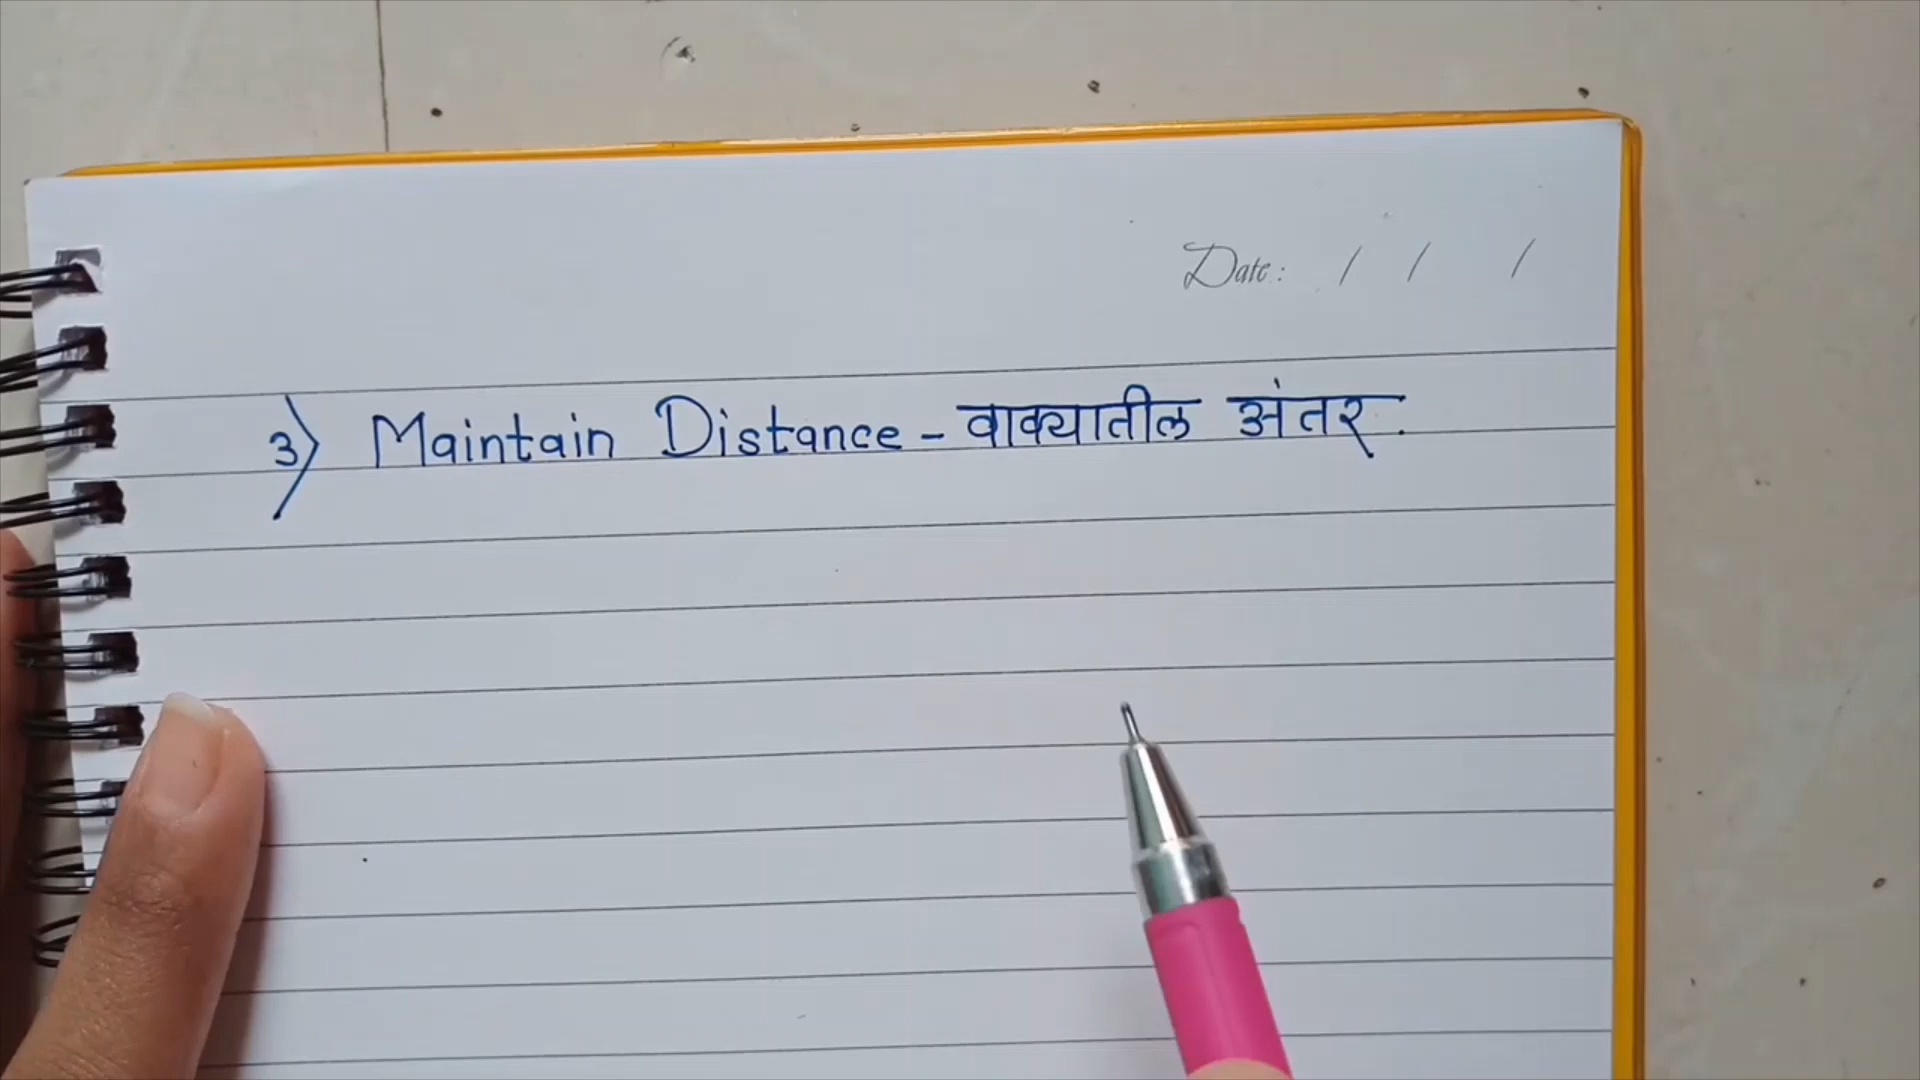 Date: / / /
3) Maintain Distance - वाक्यातील अंतर.